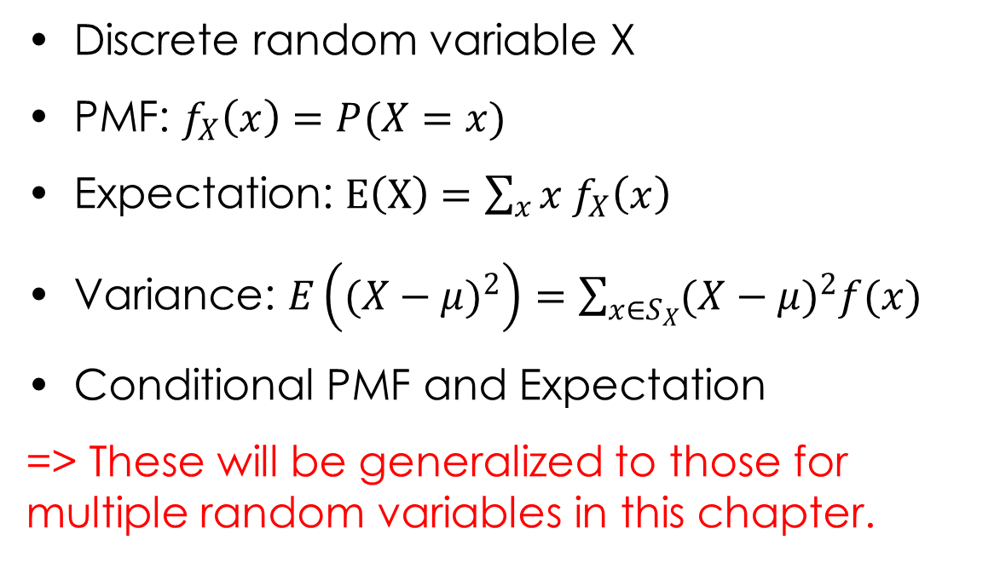 • Discrete random variable X
• PMF: $f_X(x) = P(X = x)$
• Expectation: $\mathrm{E}(\mathrm{X}) = \sum_x x\, f_X(x)$
• Variance: $E\left((X - \mu)^2\right) = \sum_{x \in S_X} (X - \mu)^2 f(x)$
• Conditional PMF and Expectation
=> These will be generalized to those for
multiple random variables in this chapter.